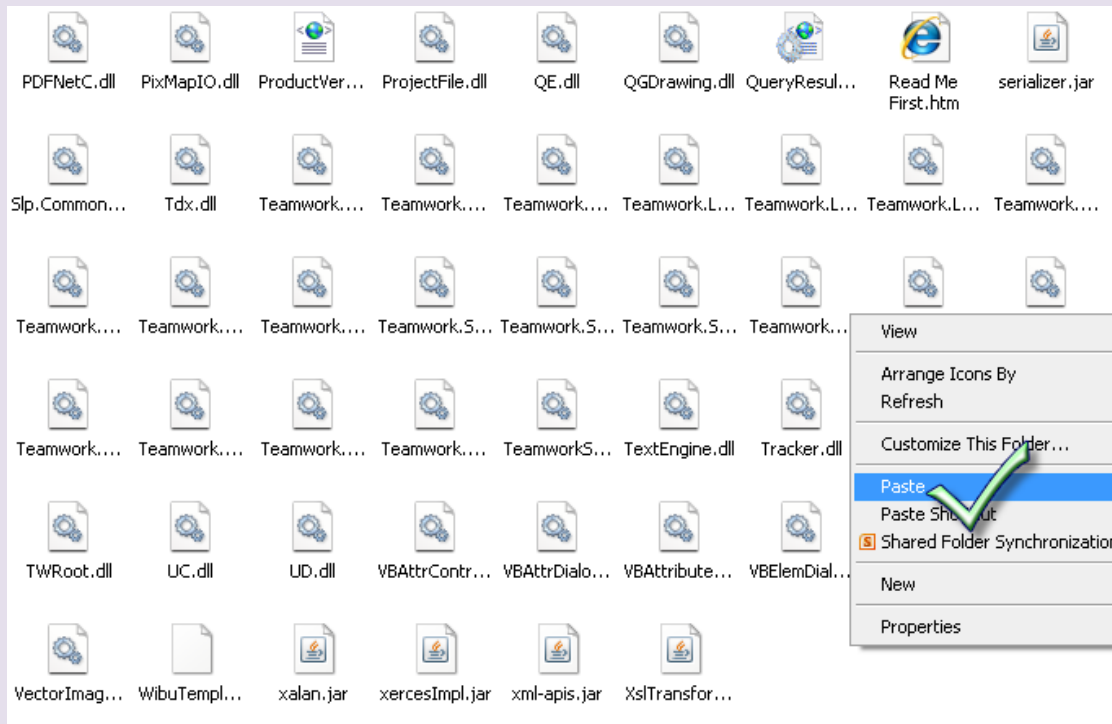 PDFNetC.dll PixMapIO.dll ProductVer... ProjectFile.dll QE.dll QGDrawing.dll QueryResul... Read Me First.htm serializer.jar
Slp.Common... Tdx.dll Teamwork.... Teamwork.... Teamwork.... Teamwork.L... Teamwork.L... Teamwork.L... Teamwork....
Teamwork.... Teamwork.... Teamwork.... Teamwork.S... Teamwork.S... Teamwork.S... Teamwork...
Teamwork.... Teamwork.... Teamwork.... Teamwork.... TeamworkS... TextEngine.dll Tracker.dll
TWRoot.dll UC.dll UD.dll VBAttrContr... VBAttrDialo... VBAttribute... VBElemDial...
VectorImag... WibuTempl... xalan.jar xercesImpl.jar xml-apis.jar XslTransfor...
View
Arrange Icons By
Refresh
Customize This Folder...
Paste
Paste Shortcut
S Shared Folder Synchronization
New
Properties